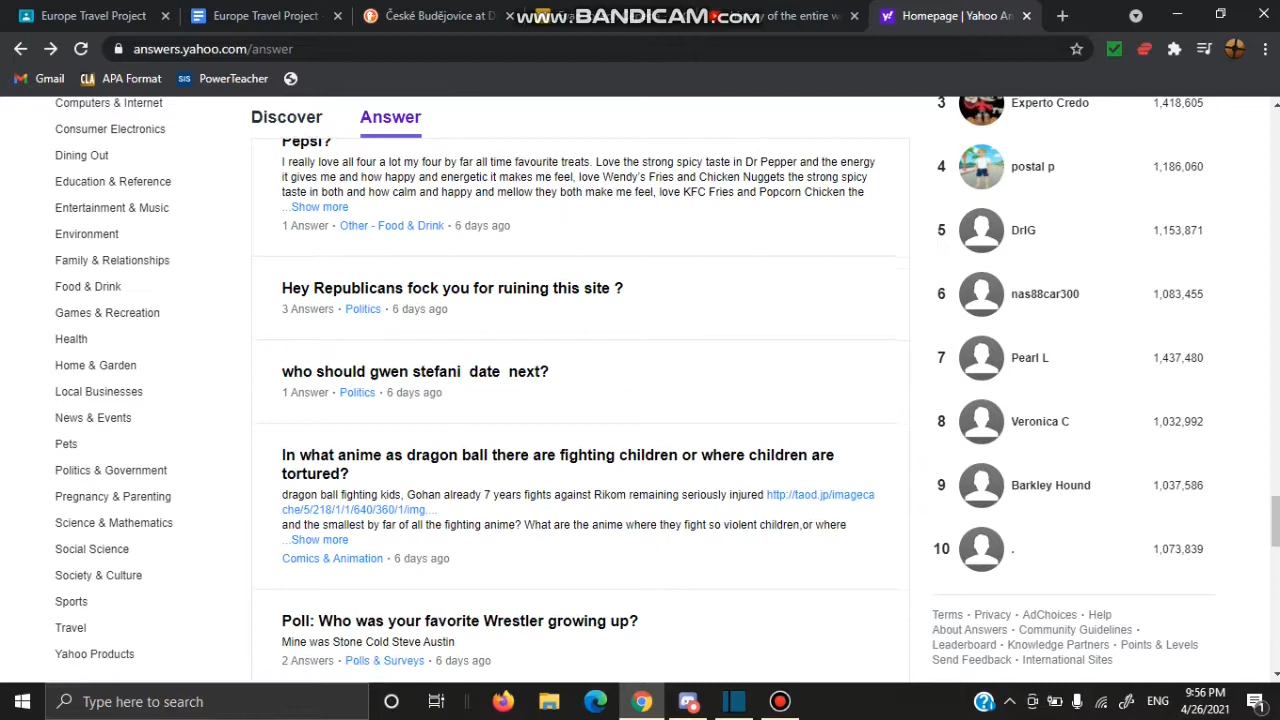 Europe Travel Project
Europe Travel Project
České Budějovice at D
of the entire w
Homepage | Yahoo An
www.BANDICAM.com
answers.yahoo.com/answer
Gmail
CLA
APA Format
SIS
PowerTeacher
Computers & Internet
Consumer Electronics
Dining Out
Education & Reference
Entertainment & Music
Environment
Family & Relationships
Food & Drink
Games & Recreation
Health
Home & Garden
Local Businesses
News & Events
Pets
Politics & Government
Pregnancy & Parenting
Science & Mathematics
Social Science
Society & Culture
Sports
Travel
Yahoo Products
Discover Answer
Pepsi?
I really love all four a lot my four by far all time favourite treats. Love the strong spicy taste in Dr Pepper and the energy
it gives me and how happy and energetic it makes me feel, love Wendy's Fries and Chicken Nuggets the strong spicy
taste in both and how calm and happy and mellow they both make me feel, love KFC Fries and Popcorn Chicken the
...Show more
1 Answer · Other - Food & Drink · 6 days ago
Hey Republicans fock you for ruining this site ?
3 Answers · Politics · 6 days ago
who should gwen stefani date next?
1 Answer · Politics · 6 days ago
In what anime as dragon ball there are fighting children or where children are
tortured?
dragon ball fighting kids, Gohan already 7 years fights against Rikom remaining seriously injured http://taod.jp/imageca
che/5/218/1/1/640/360/1/img....
and the smallest by far of all the fighting anime? What are the anime where they fight so violent children,or where
...Show more
Comics & Animation · 6 days ago
Poll: Who was your favorite Wrestler growing up?
Mine was Stone Cold Steve Austin
2 Answers · Polls & Surveys · 6 days ago
3 Experto Credo 1,418,605
4 postal p 1,186,060
5 DrIG 1,153,871
6 nas88car300 1,083,455
7 Pearl L 1,437,480
8 Veronica C 1,032,992
9 Barkley Hound 1,037,586
10 . 1,073,839
Terms · Privacy · AdChoices · Help
About Answers · Community Guidelines ·
Leaderboard · Knowledge Partners · Points & Levels
Send Feedback · International Sites
Type here to search
ENG
9:56 PM
4/26/2021
1